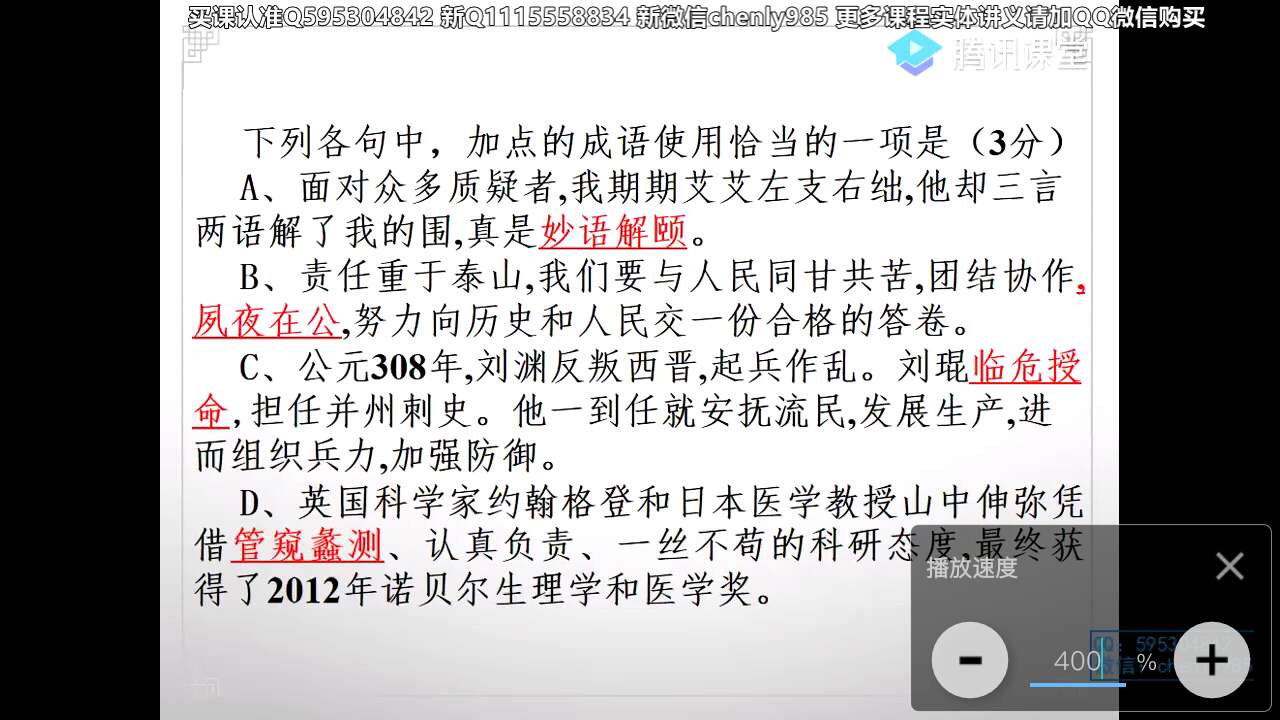 买课认准Q595304842 新Q1115558834 新微信chenly985 更多课程实体讲义请加QQ微信购买
腾讯课堂
下列各句中，加点的成语使用恰当的一项是（3分）
A、面对众多质疑者,我期期艾艾左支右绌,他却三言
两语解了我的围,真是妙语解颐。
B、责任重于泰山,我们要与人民同甘共苦,团结协作,
夙夜在公,努力向历史和人民交一份合格的答卷。
C、公元308年,刘渊反叛西晋,起兵作乱。刘琨临危授
命,担任并州刺史。他一到任就安抚流民,发展生产,进
而组织兵力,加强防御。
D、英国科学家约翰格登和日本医学教授山中伸弥凭
借管窥蠡测、认真负责、一丝不苟的科研态度,最终获
得了2012年诺贝尔生理学和医学奖。
播放速度
400 %